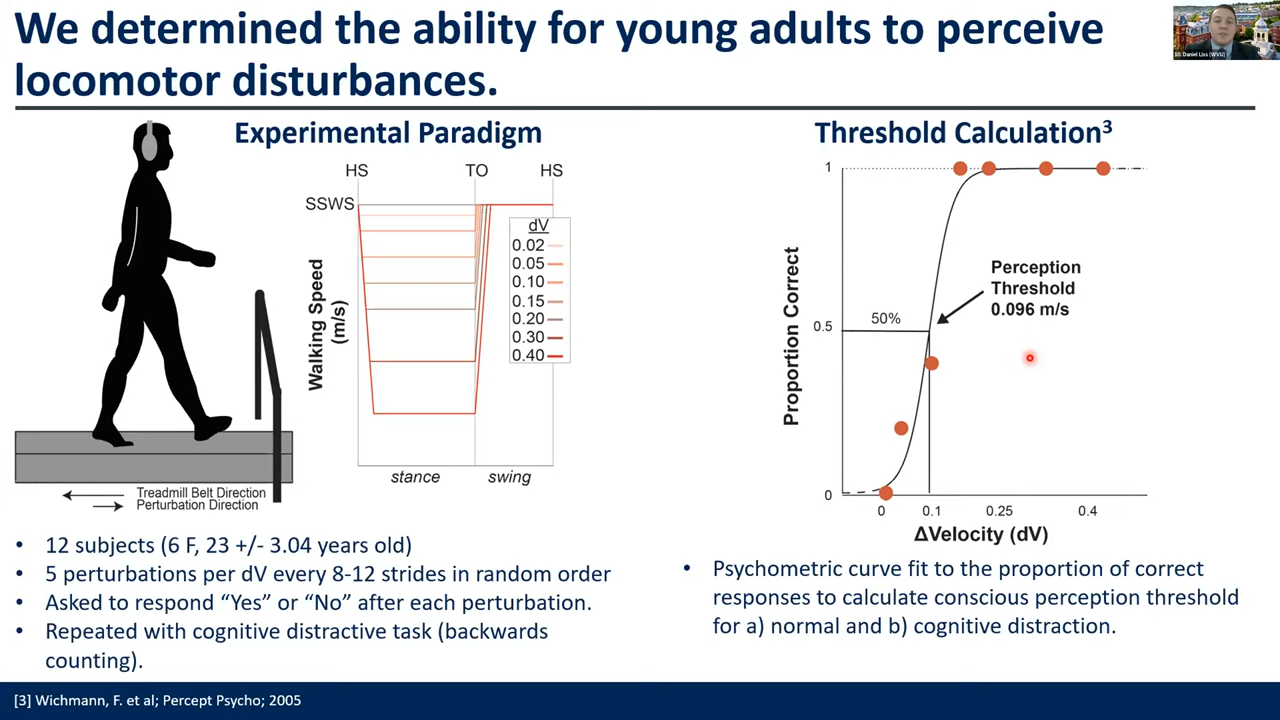 We determined the ability for young adults to perceive
locomotor disturbances.
10. Daniel Liss (WVU)
Experimental Paradigm
HS TO HS
SSWS
Walking Speed
(m/s)
dV
0.02
0.05
0.10
0.15
0.20
0.30
0.40
stance swing
Treadmill Belt Direction
Perturbation Direction
• 12 subjects (6 F, 23 +/- 3.04 years old)
• 5 perturbations per dV every 8-12 strides in random order
• Asked to respond “Yes” or “No” after each perturbation.
• Repeated with cognitive distractive task (backwards
counting).
Threshold Calculation³
Proportion Correct
1
0.5
0
50%
Perception
Threshold
0.096 m/s
0 0.1 0.25 0.4
ΔVelocity (dV)
• Psychometric curve fit to the proportion of correct
responses to calculate conscious perception threshold
for a) normal and b) cognitive distraction.
[3] Wichmann, F. et al; Percept Psycho; 2005